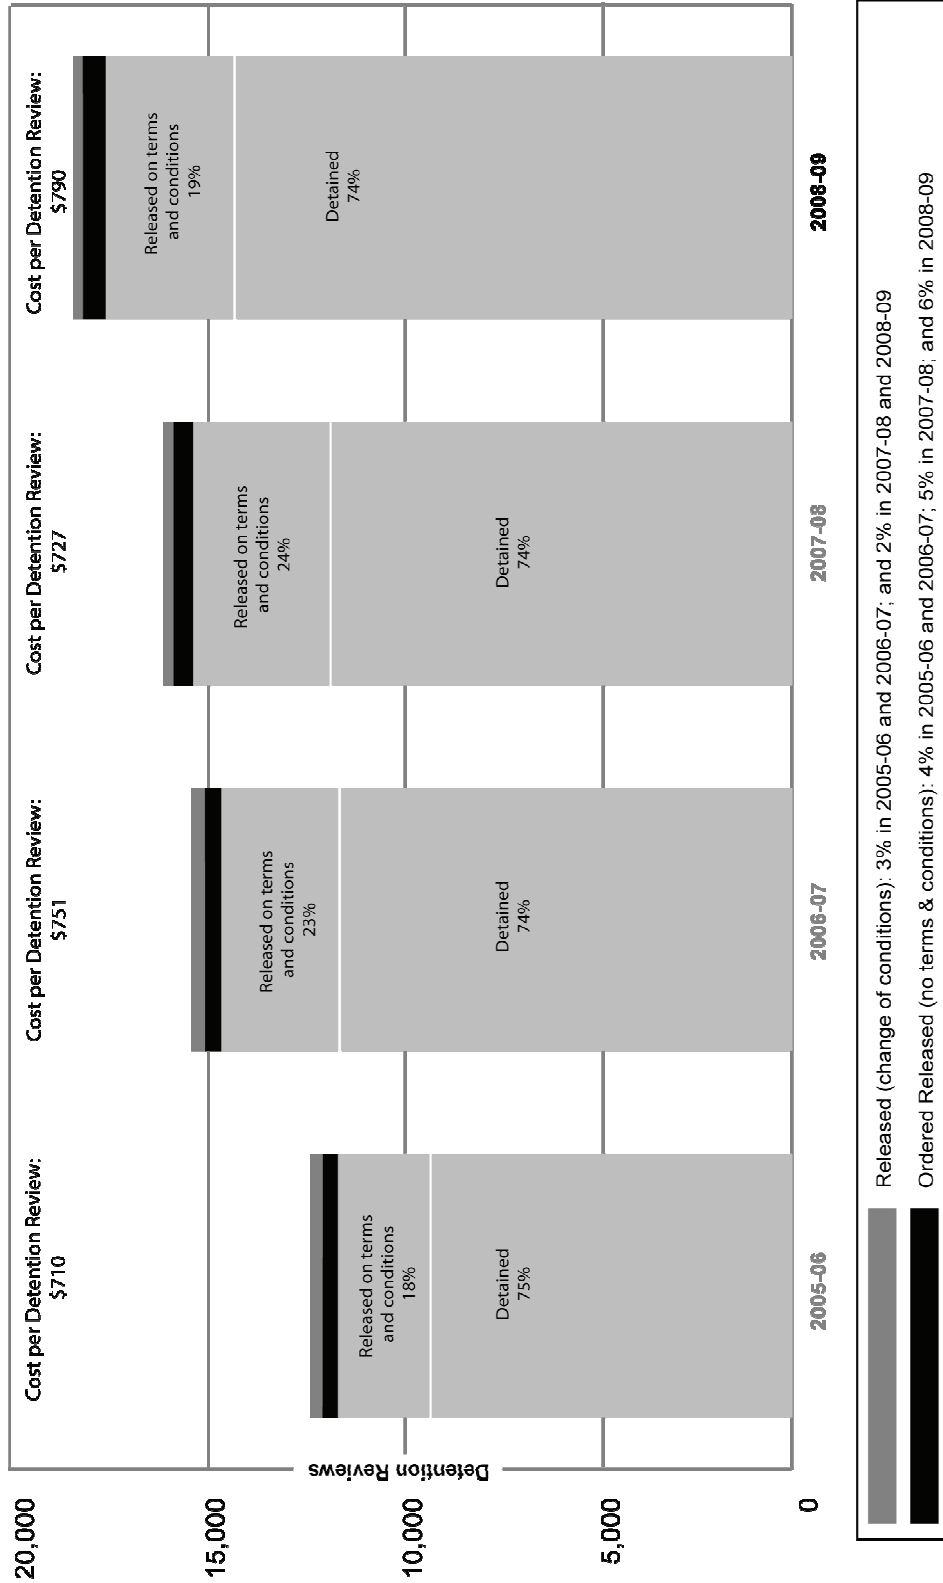 20,000
15,000
10,000
5,000
0
Detention Reviews
Cost per Detention Review:
$710
Released on terms
and conditions
18%
Detained
75%
2005-06
Cost per Detention Review:
$751
Released on terms
and conditions
23%
Detained
74%
2006-07
Cost per Detention Review:
$727
Released on terms
and conditions
24%
Detained
74%
2007-08
Cost per Detention Review:
$790
Released on terms
and conditions
19%
Detained
74%
2008-09
Released (change of conditions): 3% in 2005-06 and 2006-07; and 2% in 2007-08 and 2008-09
Ordered Released (no terms & conditions): 4% in 2005-06 and 2006-07; 5% in 2007-08; and 6% in 2008-09